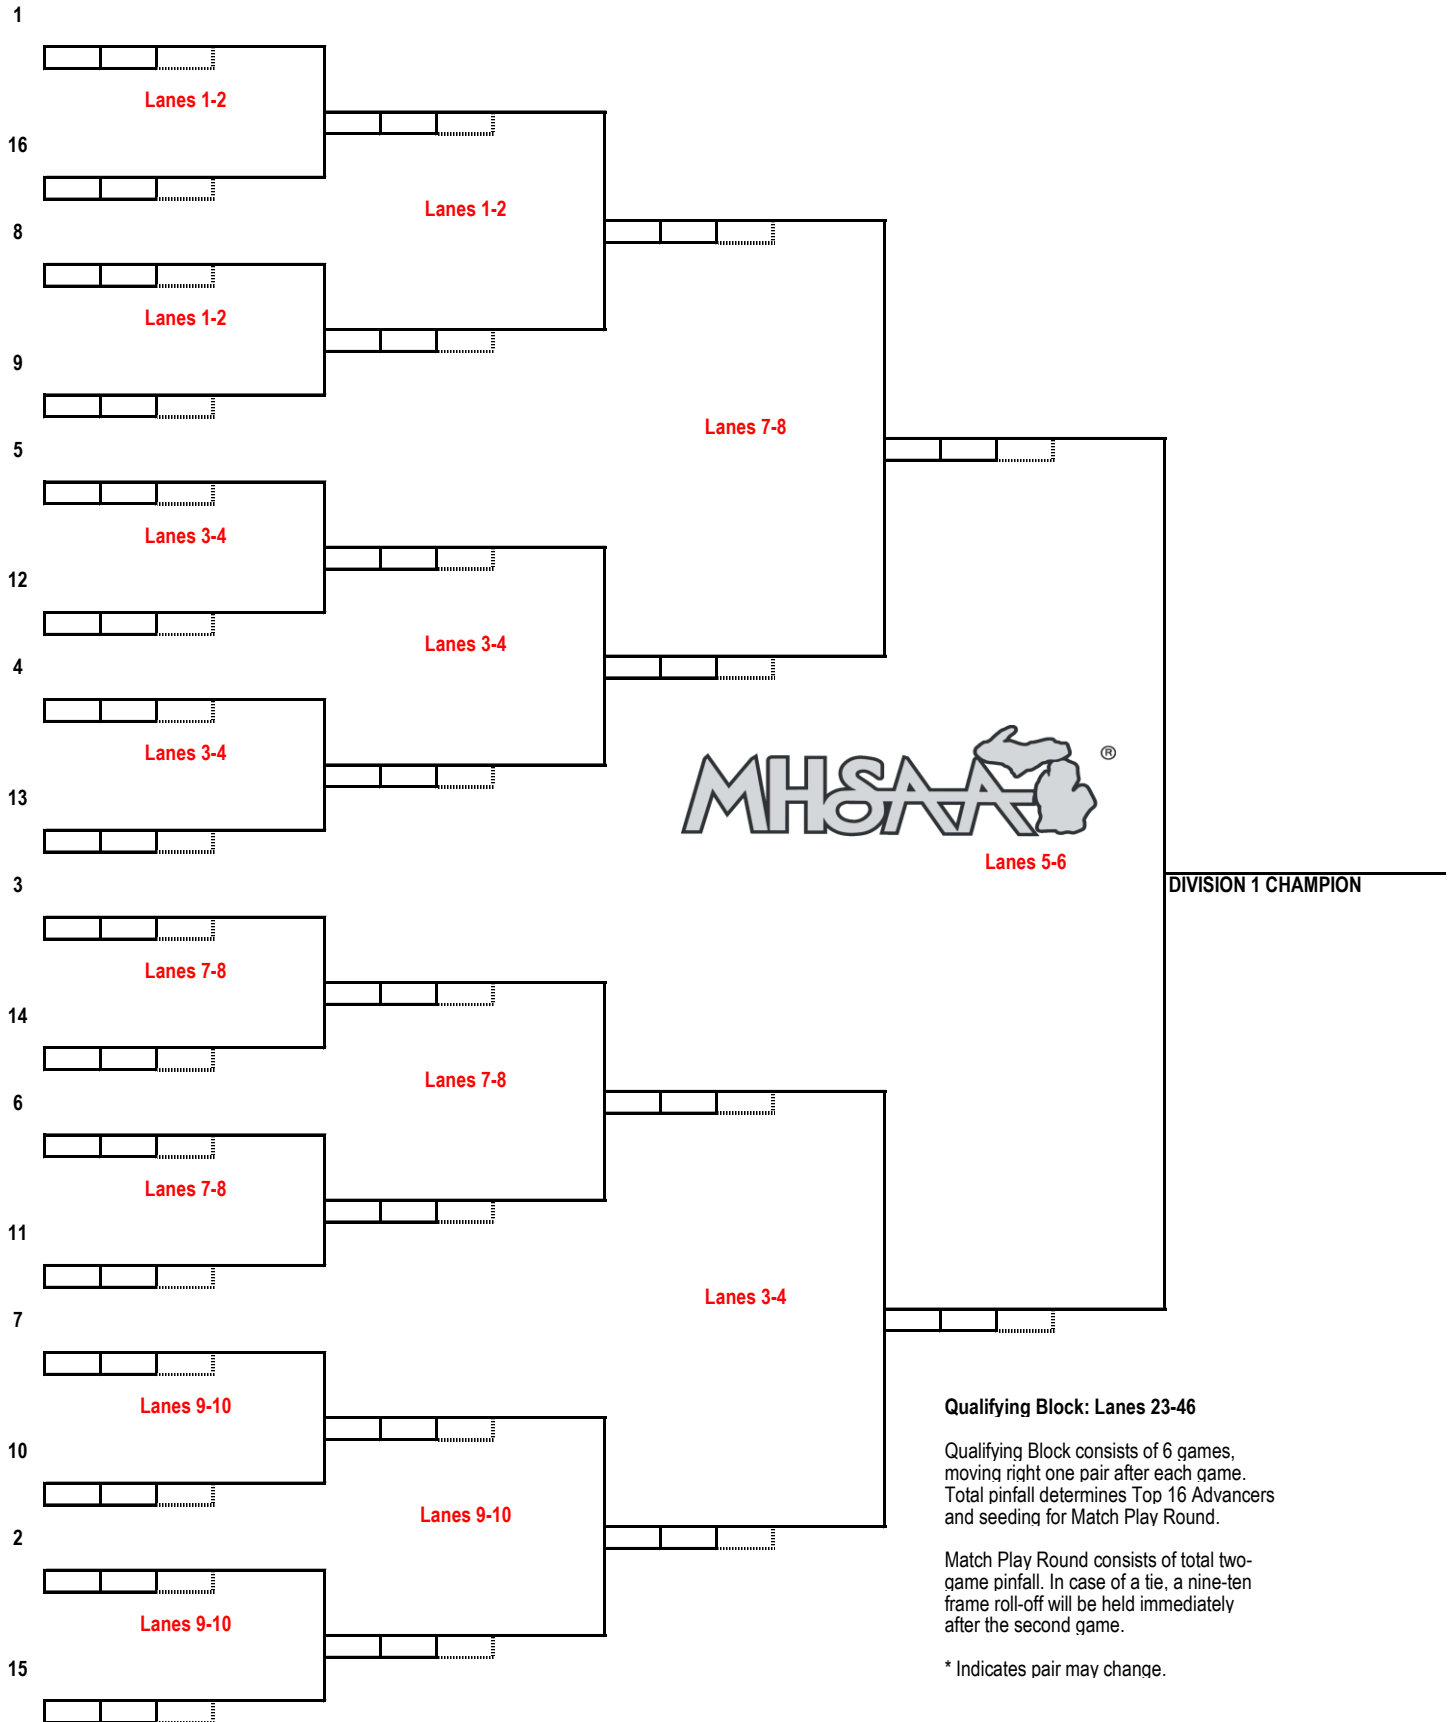 1
Lanes 1-2
16
Lanes 1-2
8
Lanes 1-2
9
Lanes 7-8
5
Lanes 3-4
12
Lanes 3-4
4
Lanes 3-4
13
MHSAA ®
Lanes 5-6
3
DIVISION 1 CHAMPION
Lanes 7-8
14
Lanes 7-8
6
Lanes 7-8
11
Lanes 3-4
7
Lanes 9-10
10
Lanes 9-10
2
Lanes 9-10
15
Qualifying Block: Lanes 23-46
Qualifying Block consists of 6 games,
moving right one pair after each game.
Total pinfall determines Top 16 Advancers
and seeding for Match Play Round.
Match Play Round consists of total two-
game pinfall. In case of a tie, a nine-ten
frame roll-off will be held immediately
after the second game.
* Indicates pair may change.